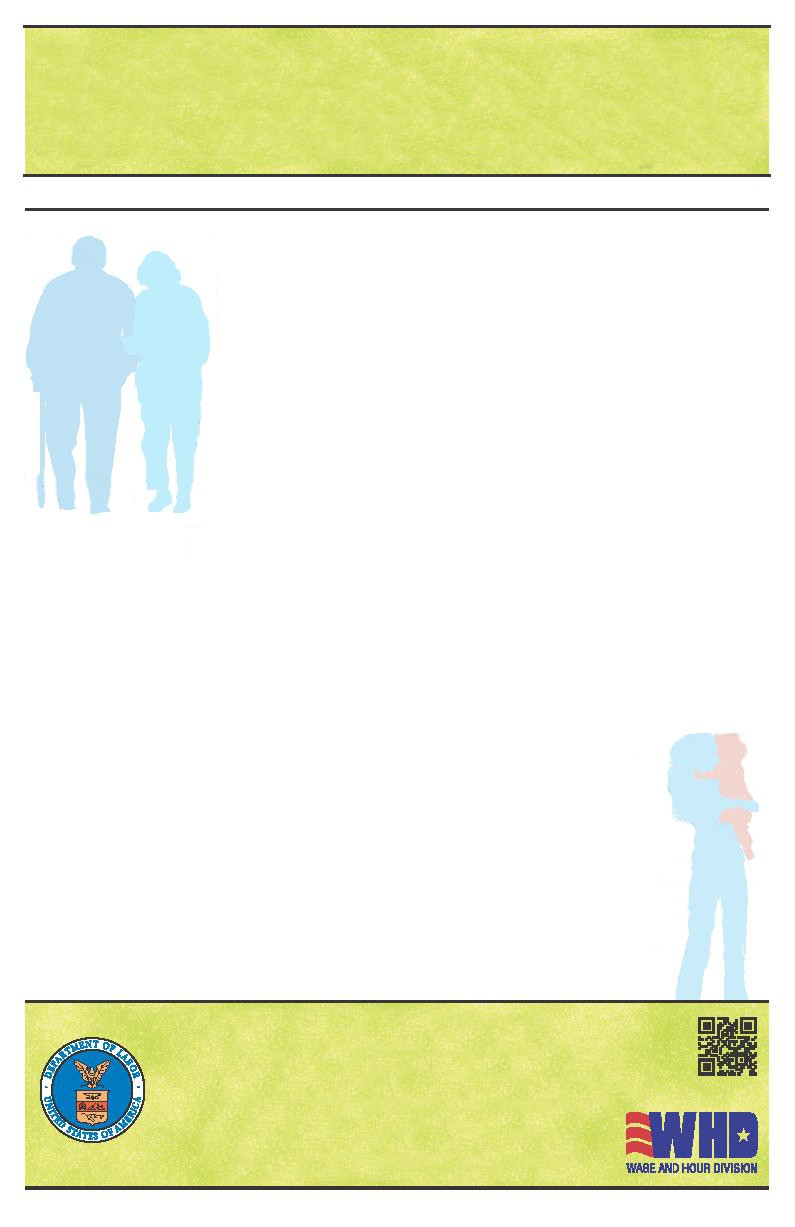 DEPARTMENT OF LABOR
UNITED STATES OF AMERICA
WHD
WAGE AND HOUR DIVISION